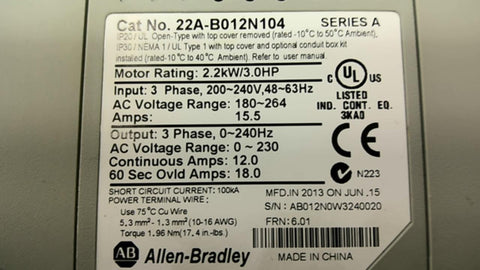 Cat No. 22A-B012N104 SERIES A
IP20 / UL Open-Type with top cover removed (rated -10°C to 50°C Ambient),
IP30 / NEMA 1 / UL Type 1 with top cover and optional conduit box kit
installed (rated -10°C to 40°C Ambient). Refer to user manual.
Motor Rating: 2.2kW/3.0HP
Input: 3 Phase, 200~240V,48~63Hz
AC Voltage Range: 180~264
Amps: 15.5
Output: 3 Phase, 0~240Hz
AC Voltage Range: 0 ~ 230
Continuous Amps: 12.0
60 Sec Ovld Amps: 18.0
C UL US
LISTED
IND. CONT. EQ.
3KA0
CE
N223
SHORT CIRCUIT CURRENT: 100kA
POWER TERMINAL WIRE:
Use 75°C Cu Wire
5.3 mm² - 1.3 mm² (10-16 AWG)
Torque 1.96 Nm (17.4 in.-lbs.)
MFD.IN 2013 ON JUN .15
S/N : AB012N0W3240020
FRN: 6.01
AB Allen-Bradley
MADE IN CHINA